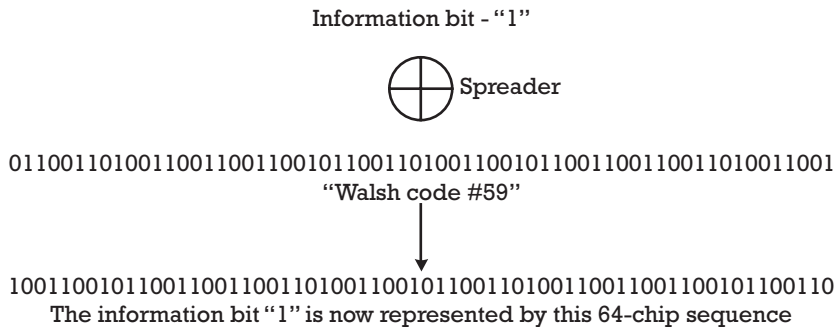 Information bit - “1”
Spreader
0110011010011001100110010110011010011001011001100110011010011001
“Walsh code #59”
1001100101100110011001101001100101100110100110011001100101100110
The information bit “1” is now represented by this 64-chip sequence